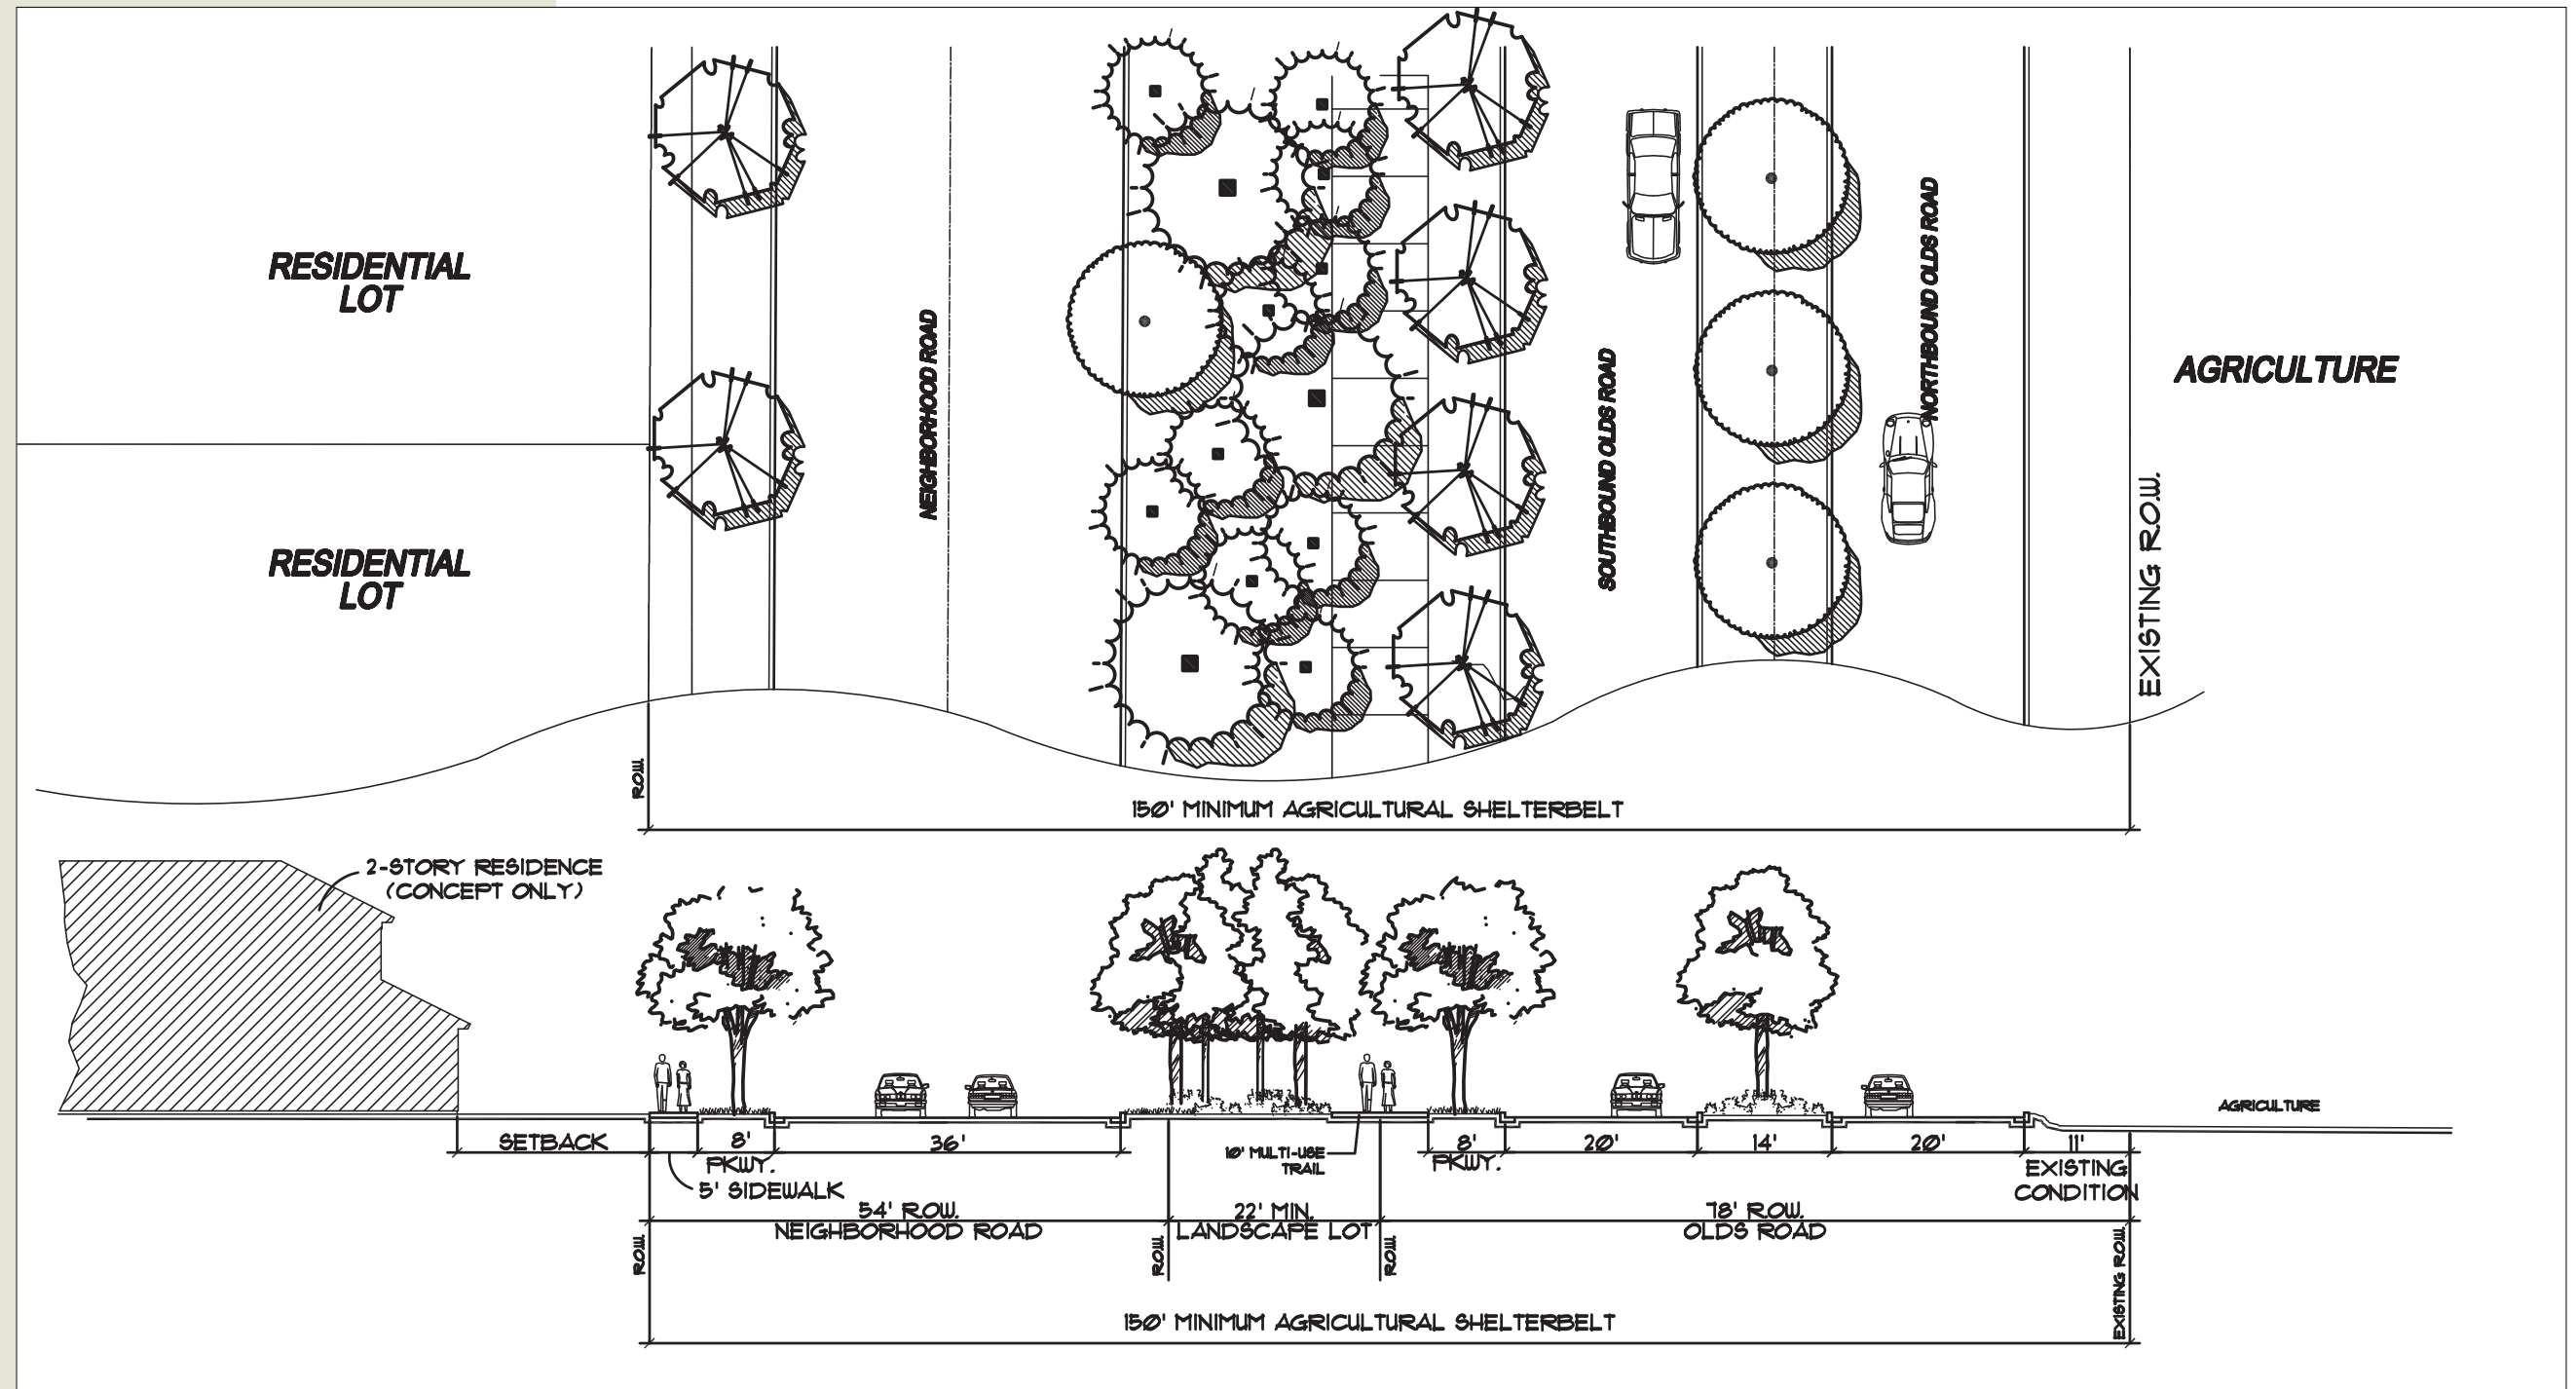 RESIDENTIAL
LOT
RESIDENTIAL
LOT
NEIGHBORHOOD ROAD
SOUTHBOUND OLDS ROAD
NORTHBOUND OLDS ROAD
AGRICULTURE
EXISTING R.O.W.
R.O.W.
150' MINIMUM AGRICULTURAL SHELTERBELT
2-STORY RESIDENCE
(CONCEPT ONLY)
AGRICULTURE
SETBACK
8'
PKWY.
36'
10' MULTI-USE
TRAIL
8'
PKWY.
20'
14'
20'
11'
EXISTING
CONDITION
5' SIDEWALK
54' R.O.W.
NEIGHBORHOOD ROAD
22' MIN.
LANDSCAPE LOT
78' R.O.W.
OLDS ROAD
R.O.W.
R.O.W.
R.O.W.
EXISTING R.O.W.
150' MINIMUM AGRICULTURAL SHELTERBELT